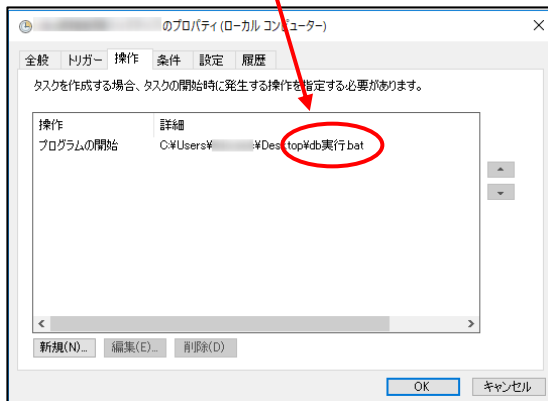 のプロパティ (ローカル コンピューター)
全般 トリガー 操作 条件 設定 履歴
タスクを作成する場合、タスクの開始時に発生する操作を指定する必要があります。
操作 詳細
プログラムの開始 C:¥Users¥ ¥Desktop¥db実行.bat
新規(N)... 編集(E)... 削除(D)
OK キャンセル